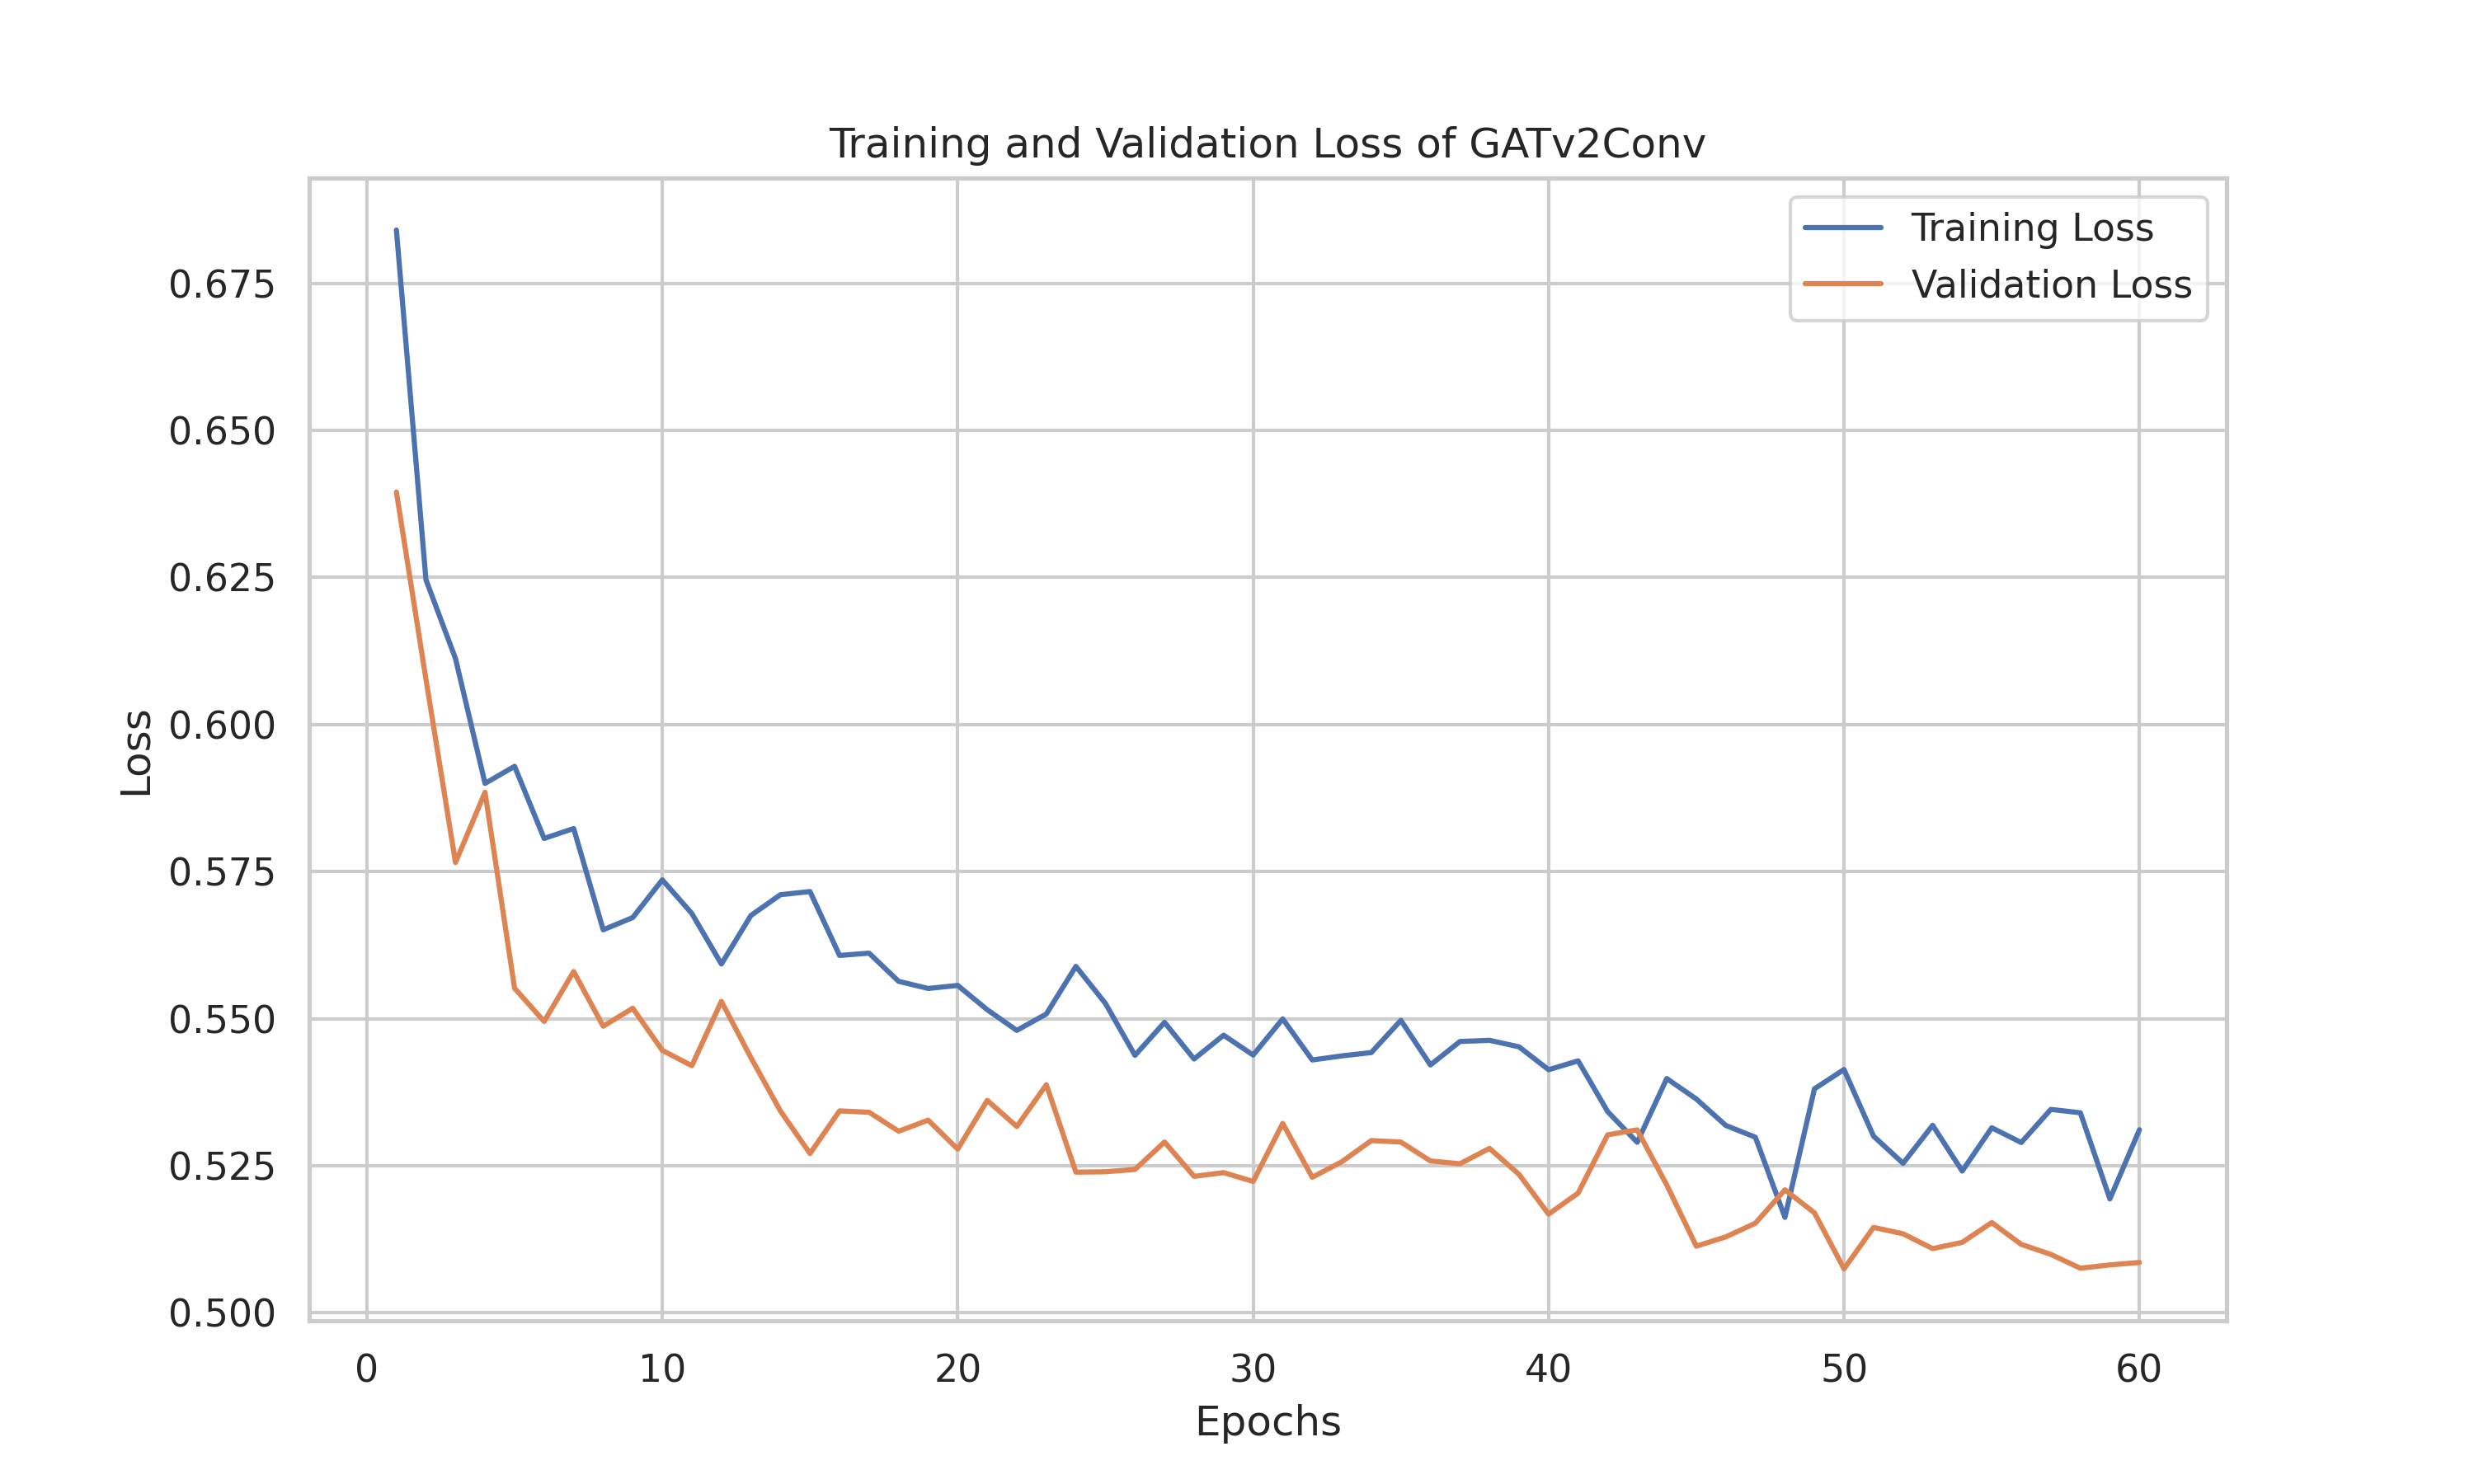 Training and Validation Loss of GATv2Conv
Training Loss
Validation Loss
0.675
0.650
0.625
0.600
0.575
0.550
0.525
0.500
Loss
0 10 20 30 40 50 60
Epochs